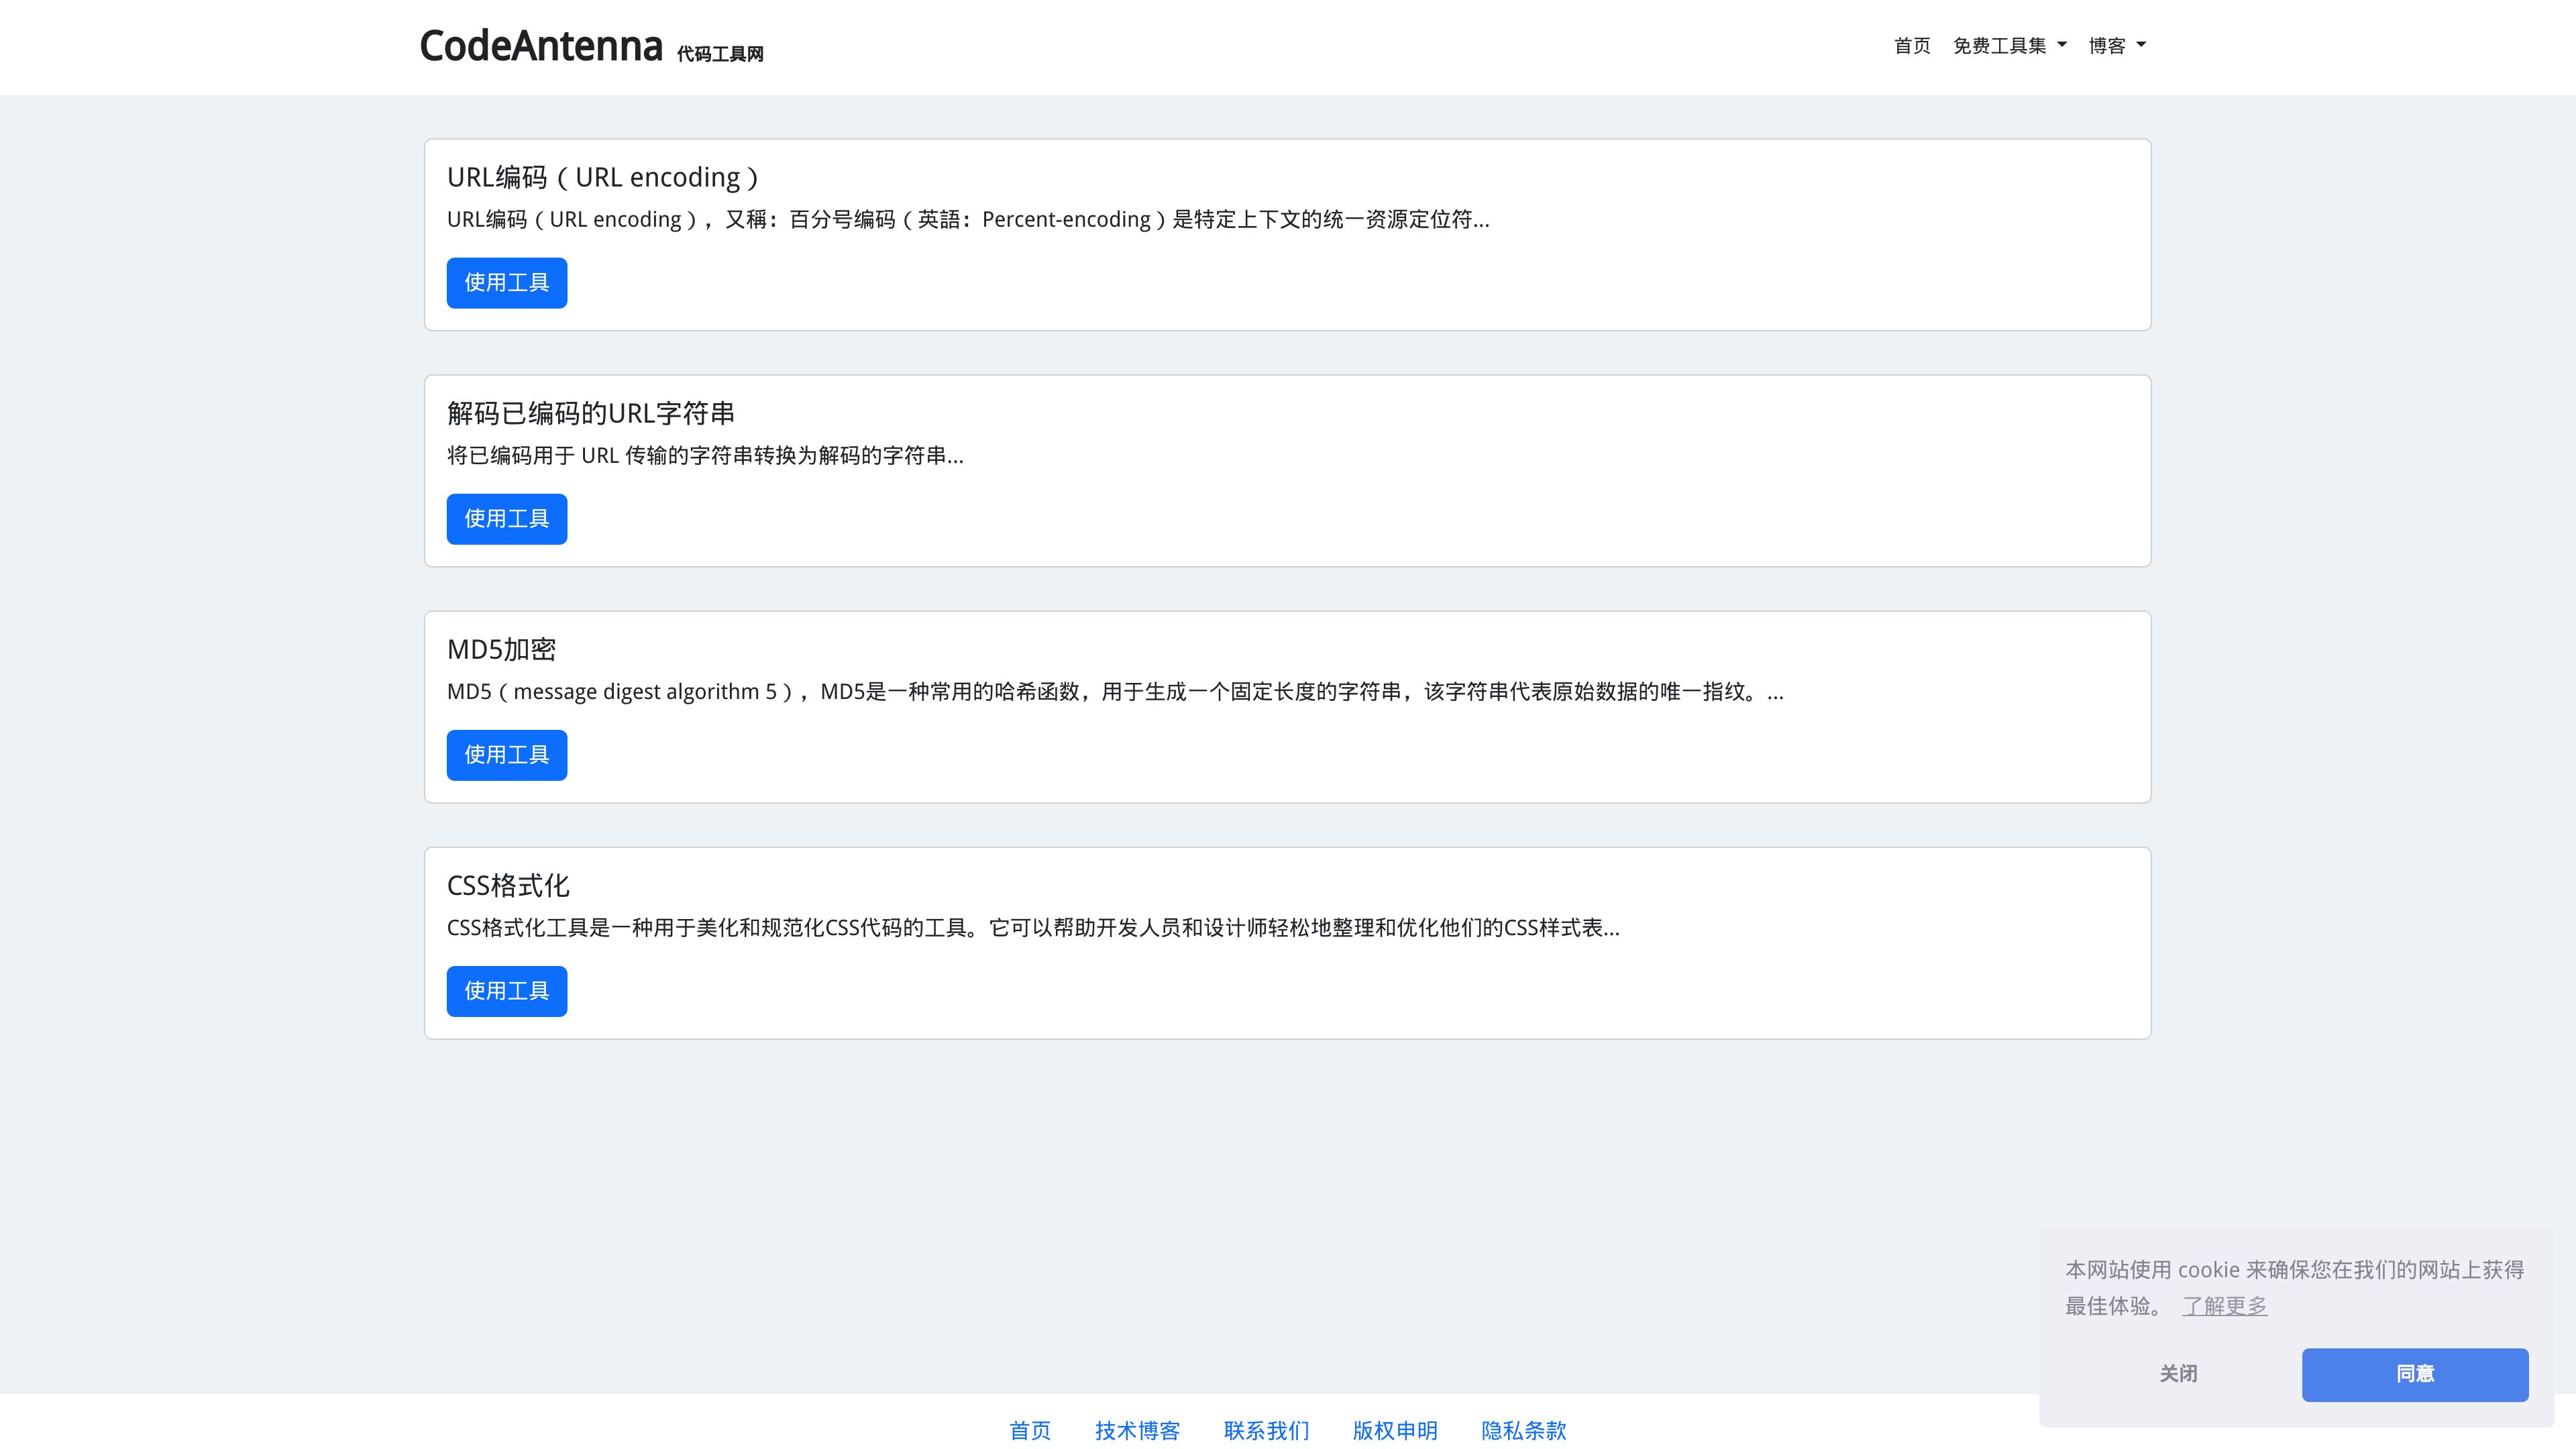 CodeAntenna 代码工具网
首页 免费工具集 博客
URL编码（URL encoding）
URL编码（URL encoding），又稱：百分号编码（英語：Percent-encoding）是特定上下文的统一资源定位符...
使用工具
解码已编码的URL字符串
将已编码用于 URL 传输的字符串转换为解码的字符串...
使用工具
MD5加密
MD5（message digest algorithm 5），MD5是一种常用的哈希函数，用于生成一个固定长度的字符串，该字符串代表原始数据的唯一指纹。...
使用工具
CSS格式化
CSS格式化工具是一种用于美化和规范化CSS代码的工具。它可以帮助开发人员和设计师轻松地整理和优化他们的CSS样式表...
使用工具
本网站使用 cookie 来确保您在我们的网站上获得
最佳体验。 了解更多
关闭 同意
首页 技术博客 联系我们 版权申明 隐私条款